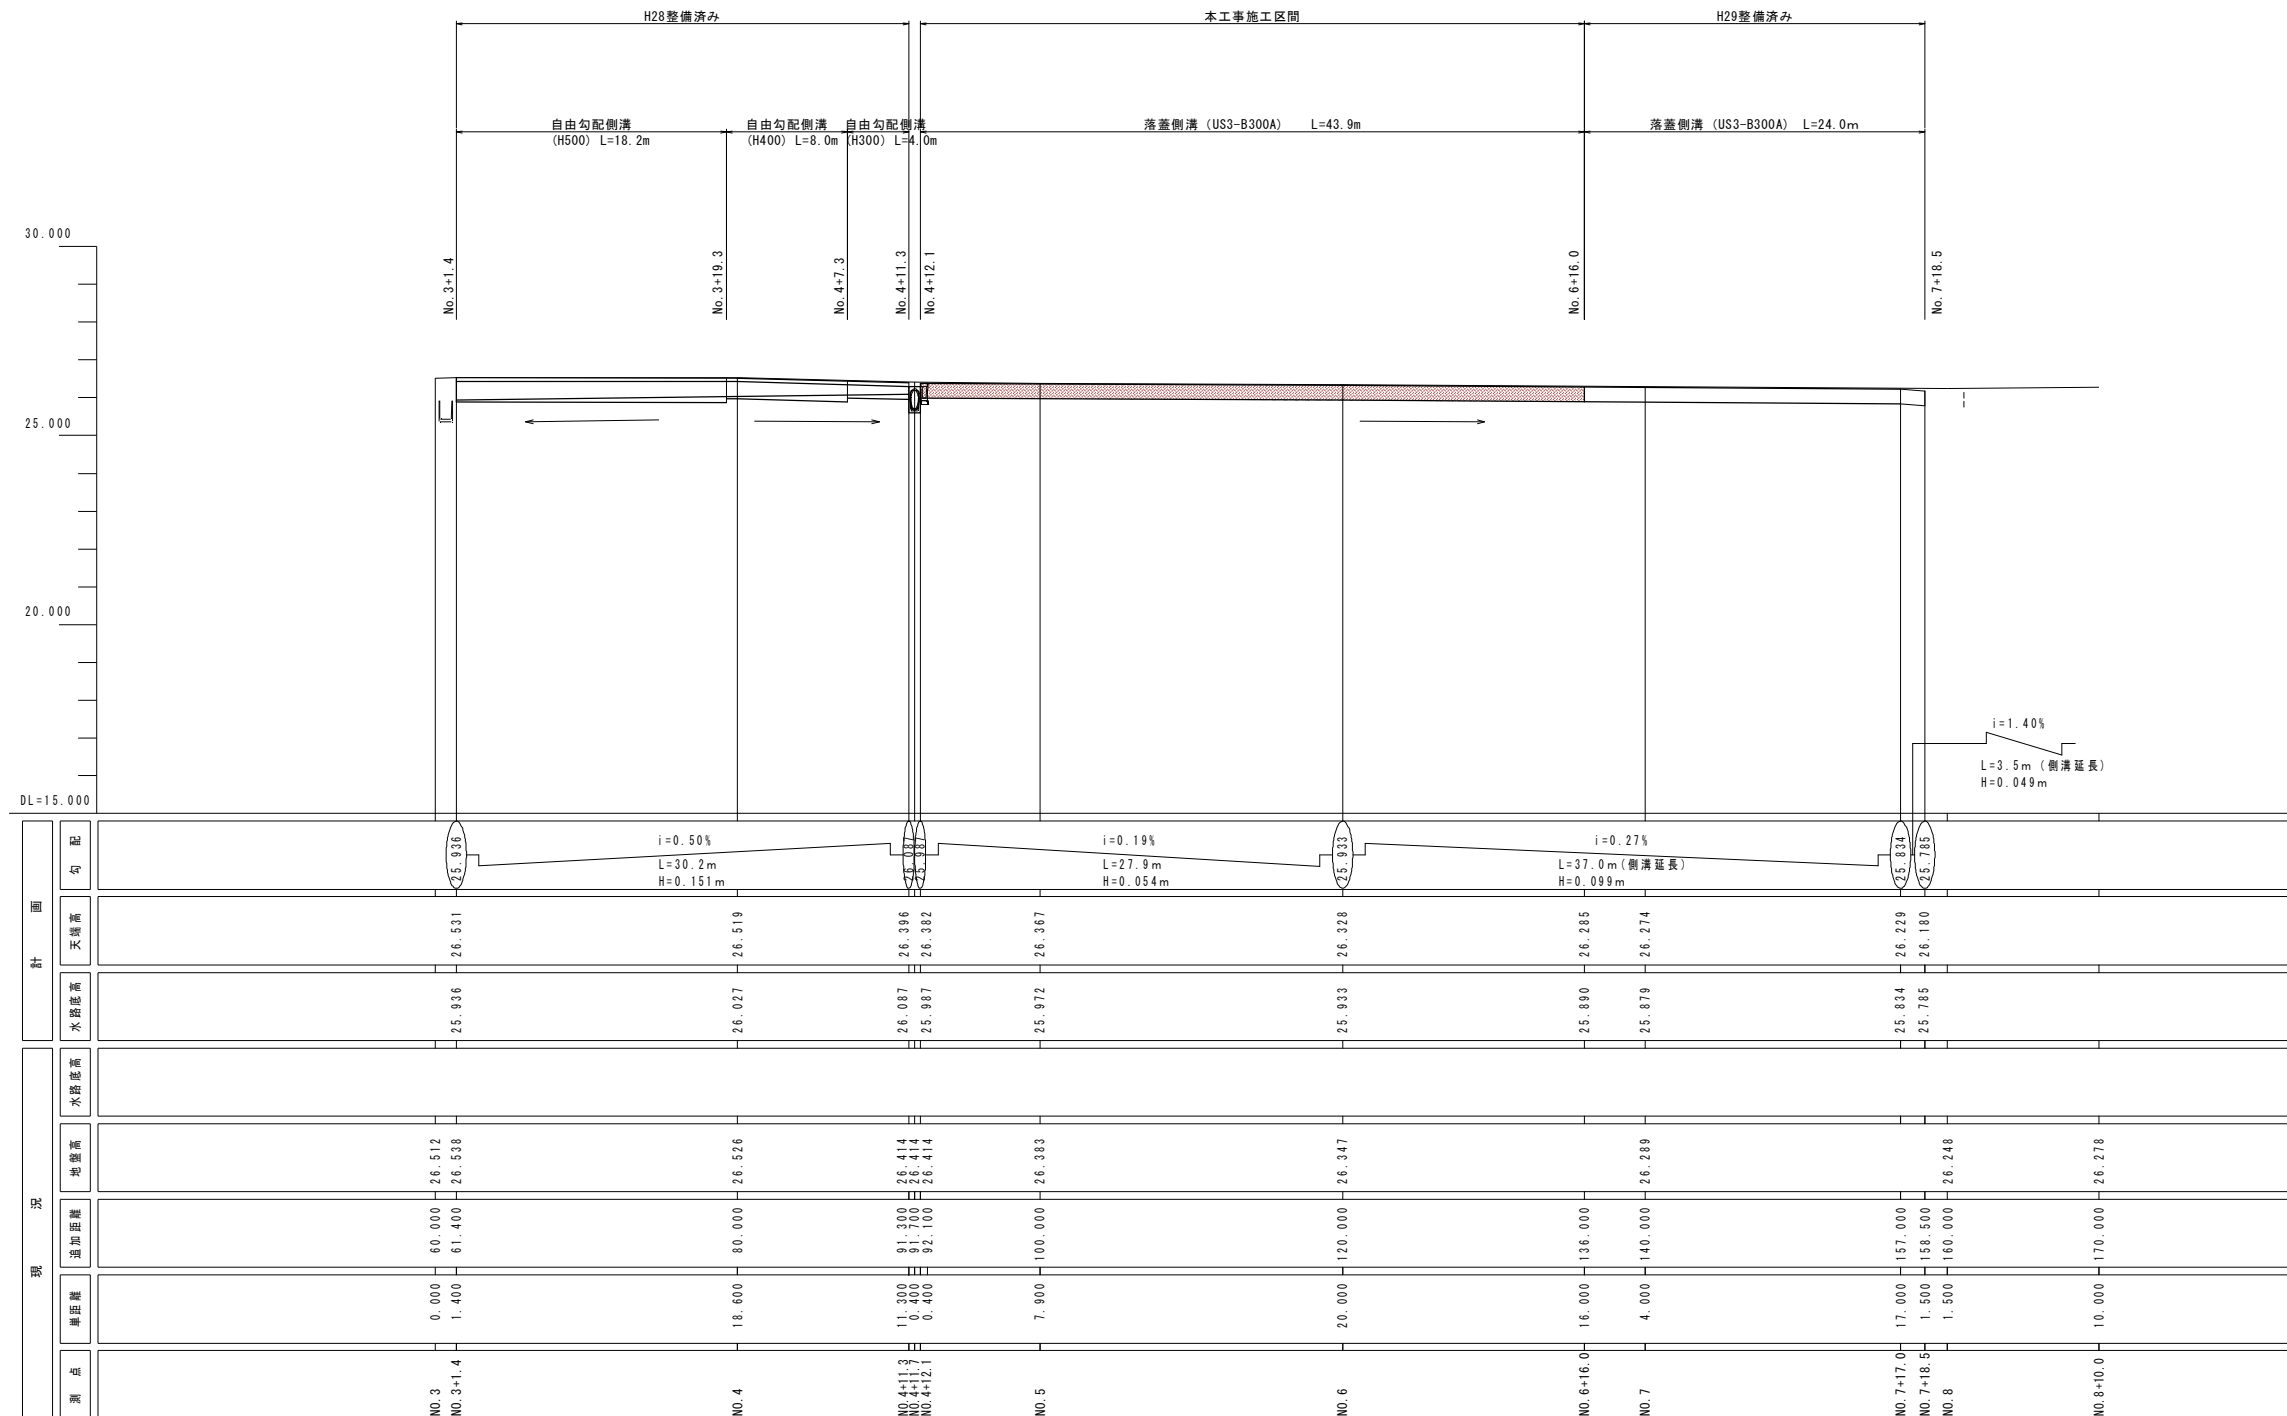 H28整備済み
本工事施工区間
H29整備済み
自由勾配側溝
(H500) L=18.2m
自由勾配側溝
(H400) L=8.0m
自由勾配側溝
(H300) L=4.0m
落蓋側溝 (US3-B300A) L=43.9m
落蓋側溝 (US3-B300A) L=24.0m
No.3+1.4
No.3+19.3
No.4+7.3
No.4+11.3
No.4+12.1
No.6+16.0
No.7+18.5
30.000
25.000
20.000
DL=15.000
i=1.40%
L=3.5m (側溝延長)
H=0.049m
計 画
勾 配
25.936
i=0.50%
L=30.2m
H=0.151m
26.087
25.987
i=0.19%
L=27.9m
H=0.054m
25.933
i=0.27%
L=37.0m(側溝延長)
H=0.099m
25.834
25.785
天端高
26.531
26.519
26.396
26.382
26.367
26.328
26.285
26.274
26.229
26.180
水路底高
25.936
26.027
26.087
25.987
25.972
25.933
25.890
25.879
25.834
25.785
現 況
水路底高
地盤高
26.512
26.538
26.526
26.414
26.414
26.414
26.383
26.347
26.289
26.248
26.278
追加距離
60.000
61.400
80.000
91.300
91.700
92.100
100.000
120.000
136.000
140.000
157.000
158.500
160.000
170.000
単距離
0.000
1.400
18.600
11.300
0.400
0.400
7.900
20.000
16.000
4.000
17.000
1.500
1.500
10.000
測 点
NO.3
NO.3+1.4
NO.4
NO.4+11.3
NO.4+11.7
NO.4+12.1
NO.5
NO.6
NO.6+16.0
NO.7
NO.7+17.0
NO.7+18.5
NO.8
NO.8+10.0